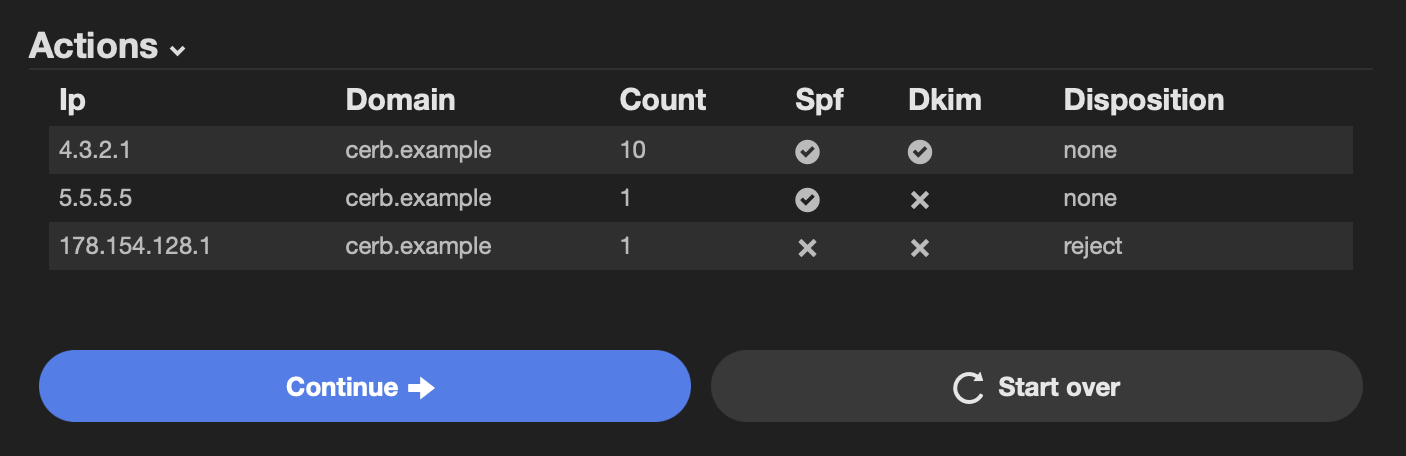 Actions
Ip Domain Count Spf Dkim Disposition
4.3.2.1 cerb.example 10 none
5.5.5.5 cerb.example 1 none
178.154.128.1 cerb.example 1 reject
Continue Start over